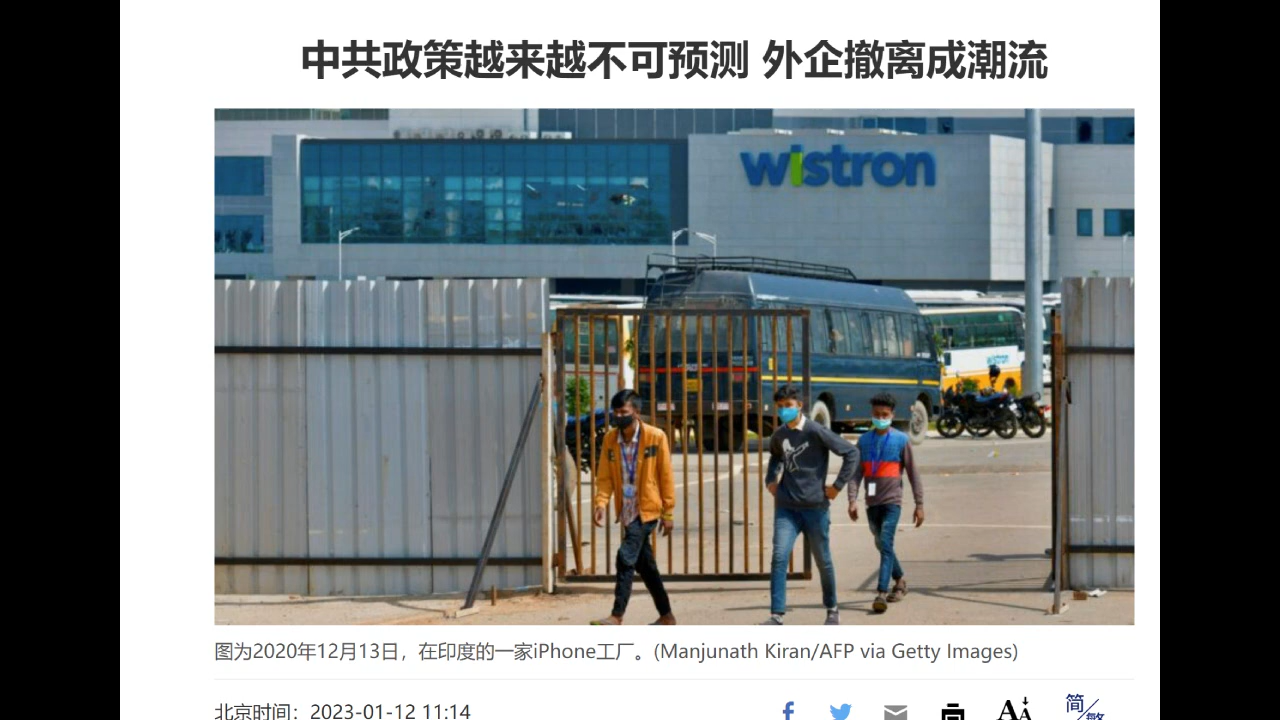 中共政策越来越不可预测 外企撤离成潮流
wistron
图为2020年12月13日，在印度的一家iPhone工厂。(Manjunath Kiran/AFP via Getty Images)
北京时间：2023-01-12 11:14
简/繁